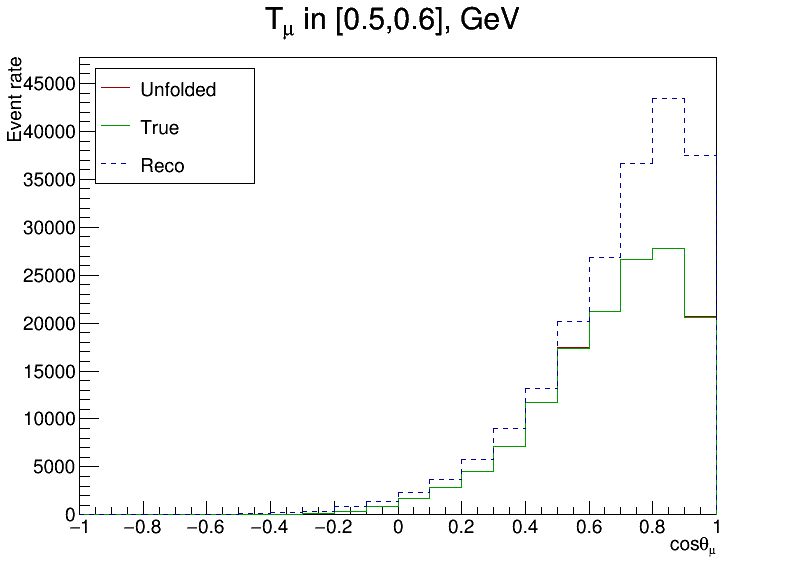 Tμ in [0.5,0.6], GeV
Event rate
Unfolded
True
Reco
45000
40000
35000
30000
25000
20000
15000
10000
5000
0
−1 −0.8 −0.6 −0.4 −0.2 0 0.2 0.4 0.6 0.8 1
cosθμ